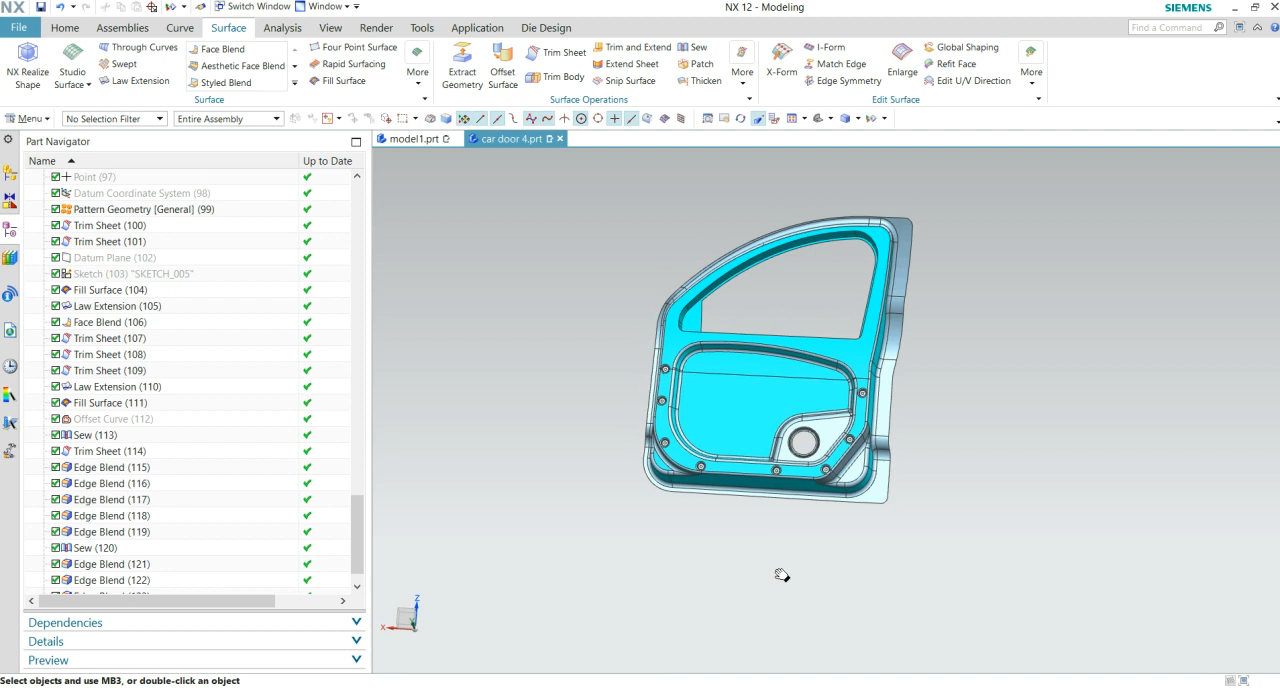 NX
Switch Window
Window
NX 12 - Modeling
SIEMENS
File
Home
Assemblies
Curve
Surface
Analysis
View
Render
Tools
Application
Die Design
Find a Command
NX Realize Shape
Studio Surface
Through Curves
Swept
Law Extension
Face Blend
Aesthetic Face Blend
Styled Blend
Four Point Surface
Rapid Surfacing
Fill Surface
More
Surface
Extract Geometry
Offset Surface
Trim Sheet
Trim Body
Trim and Extend
Extend Sheet
Snip Surface
Sew
Patch
Thicken
More
Surface Operations
X-Form
I-Form
Match Edge
Edge Symmetry
Enlarge
Global Shaping
Refit Face
Edit U/V Direction
More
Edit Surface
Menu
No Selection Filter
Entire Assembly
Part Navigator
model1.prt
car door 4.prt
Name
Up to Date
Point (97)
Datum Coordinate System (98)
Pattern Geometry [General] (99)
Trim Sheet (100)
Trim Sheet (101)
Datum Plane (102)
Sketch (103) "SKETCH_005"
Fill Surface (104)
Law Extension (105)
Face Blend (106)
Trim Sheet (107)
Trim Sheet (108)
Trim Sheet (109)
Law Extension (110)
Fill Surface (111)
Offset Curve (112)
Sew (113)
Trim Sheet (114)
Edge Blend (115)
Edge Blend (116)
Edge Blend (117)
Edge Blend (118)
Edge Blend (119)
Sew (120)
Edge Blend (121)
Edge Blend (122)
Dependencies
Details
Preview
Z
X
Select objects and use MB3, or double-click an object